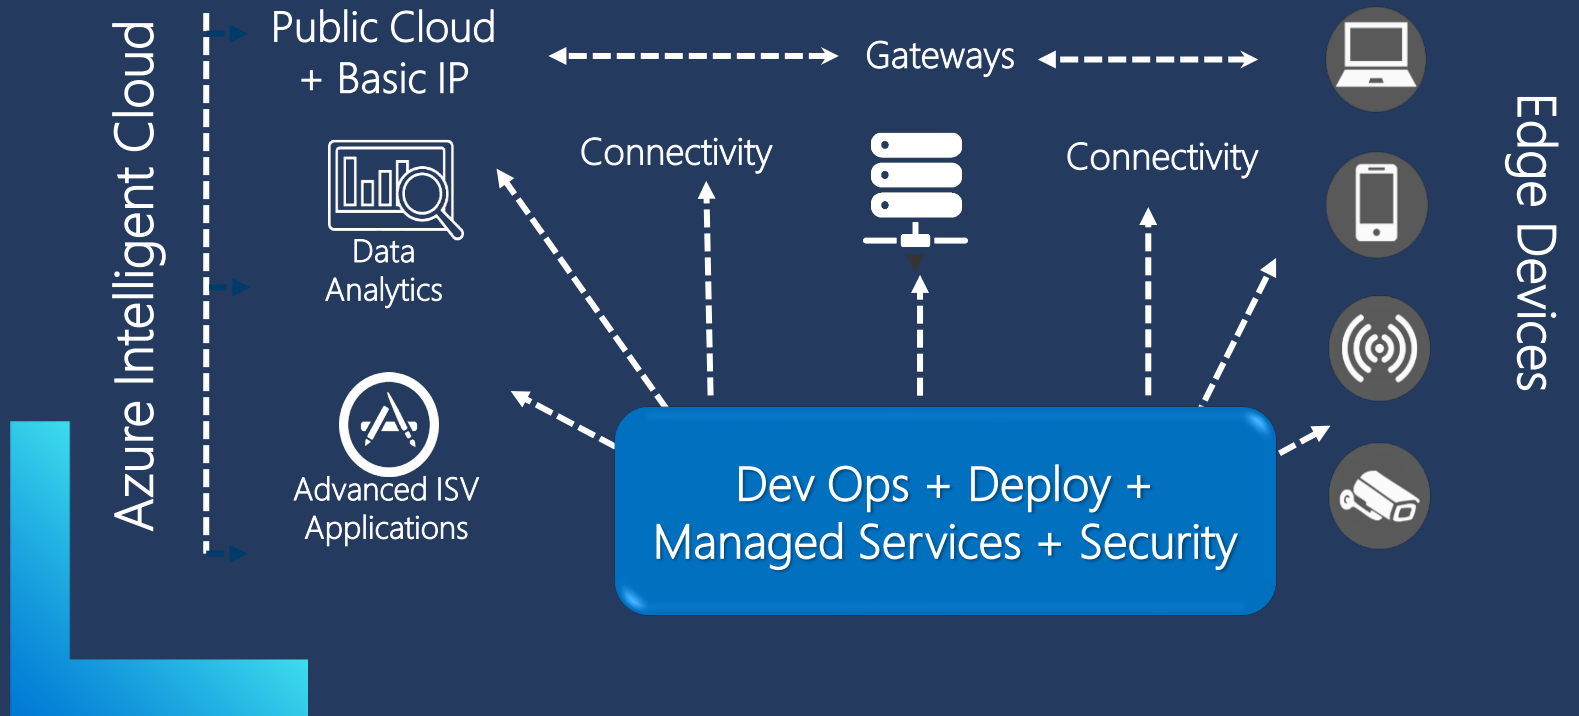 Azure Intelligent Cloud
Public Cloud
+ Basic IP
Gateways
Connectivity
Connectivity
Data
Analytics
Advanced ISV
Applications
Dev Ops + Deploy +
Managed Services + Security
Edge Devices